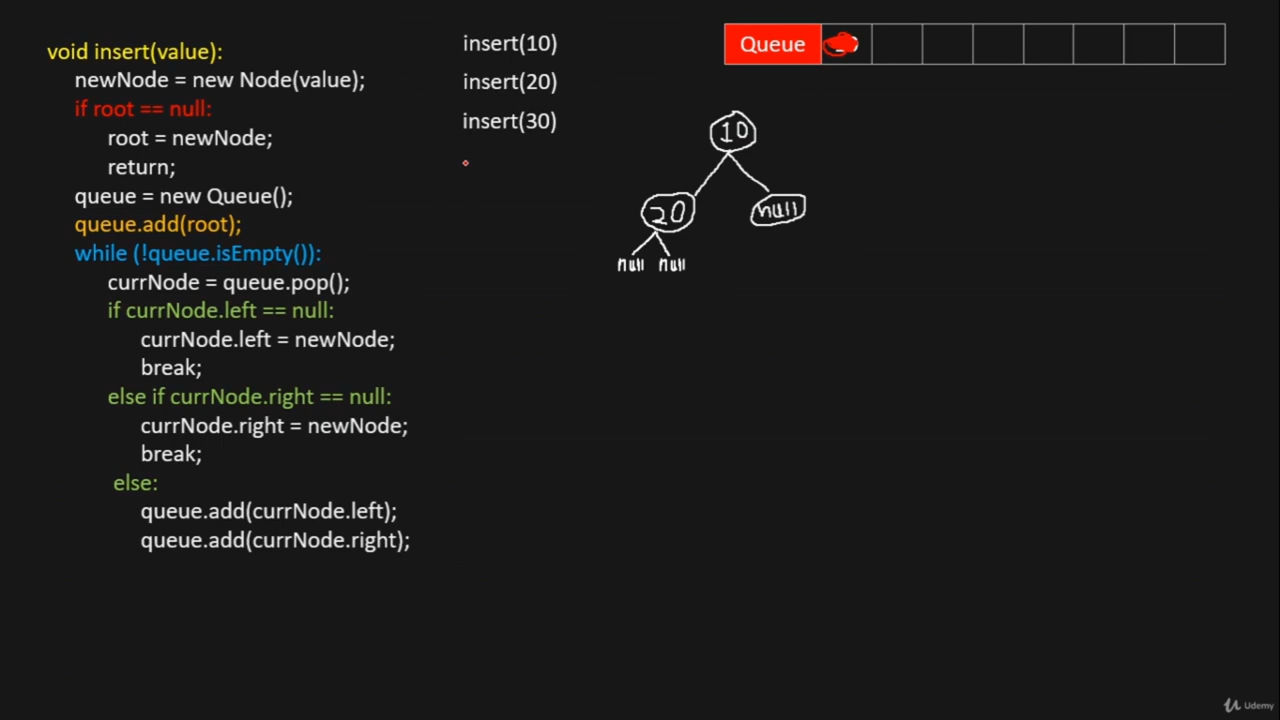 void insert(value):
newNode = new Node(value);
if root == null:
root = newNode;
return;
queue = new Queue();
queue.add(root);
while (!queue.isEmpty()):
currNode = queue.pop();
if currNode.left == null:
currNode.left = newNode;
break;
else if currNode.right == null:
currNode.right = newNode;
break;
else:
queue.add(currNode.left);
queue.add(currNode.right);
insert(10)
insert(20)
insert(30)
Queue
10
20 null
null null
Udemy